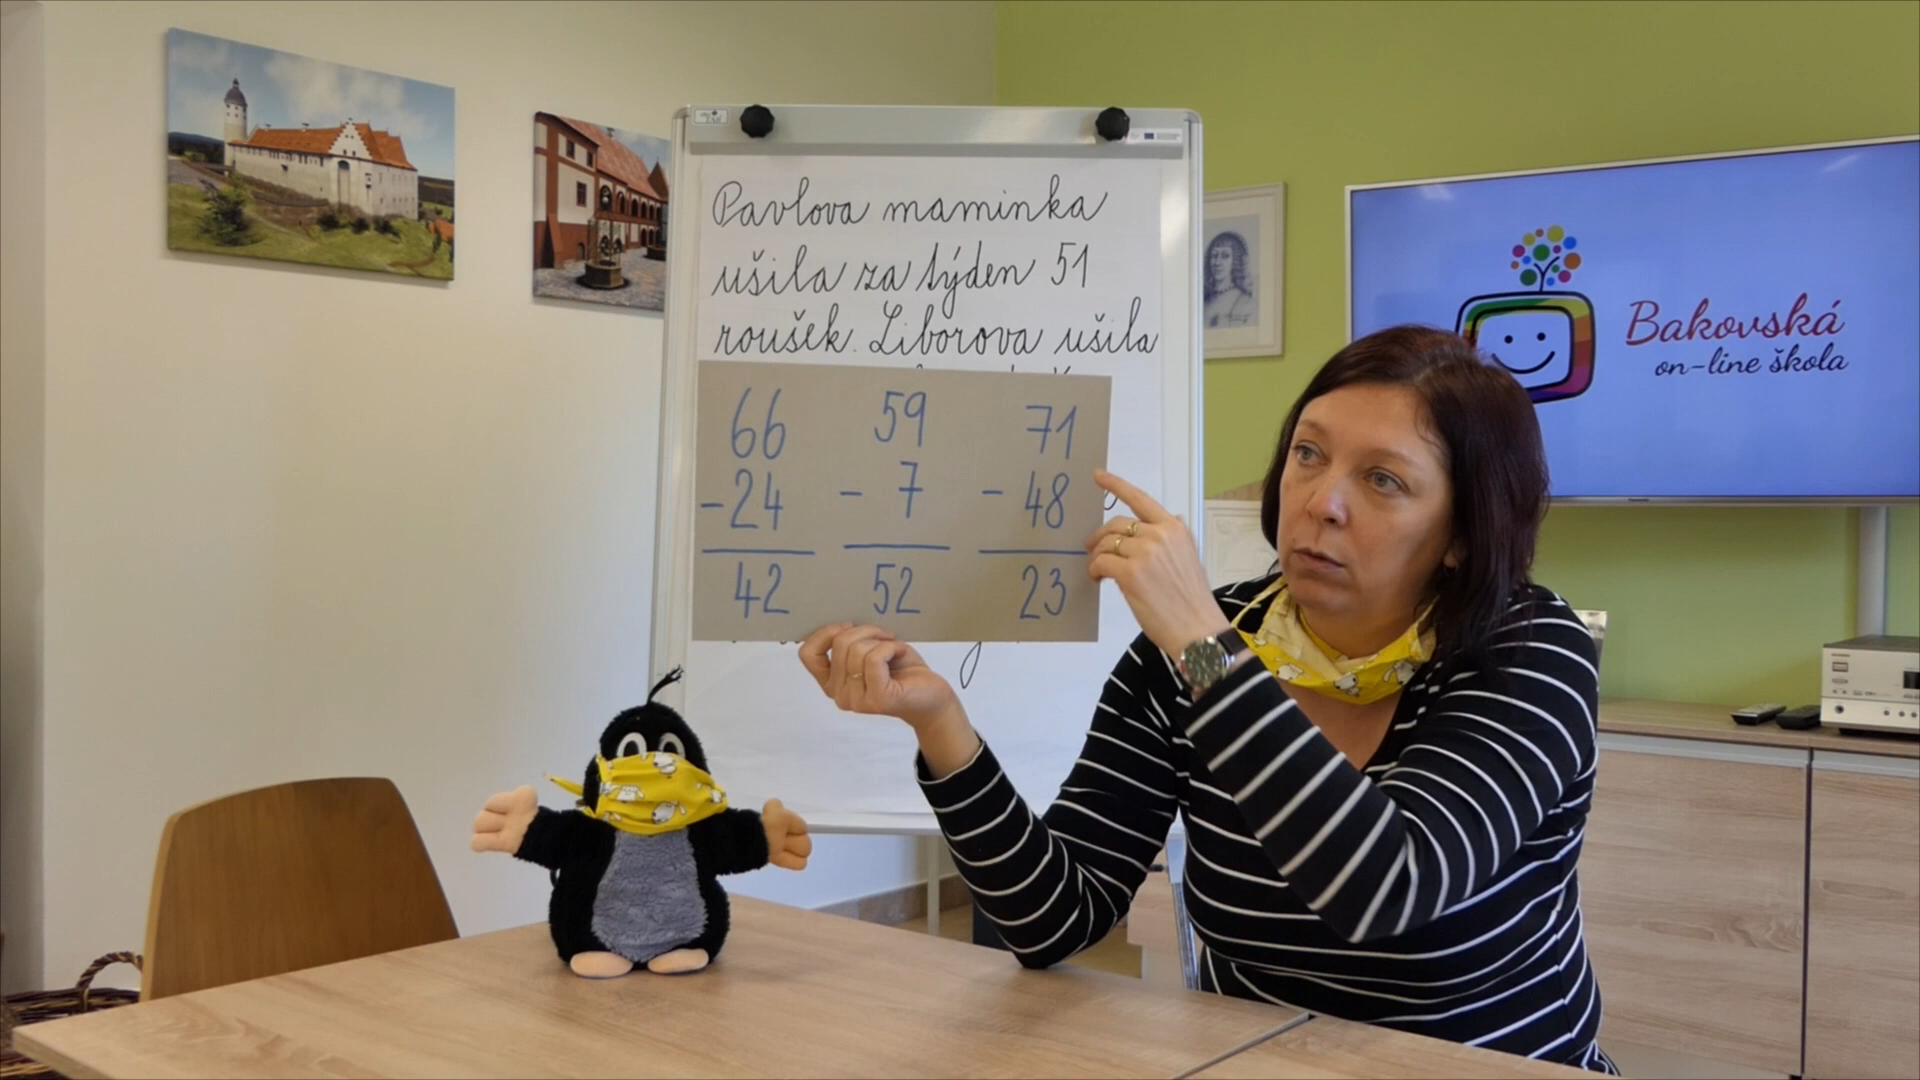 Pavlova maminka
ušila za týden 51
roušek. Liborova ušila
66 59 71
-24 - 7 - 48
42 52 23
Bakovská
on-line škola